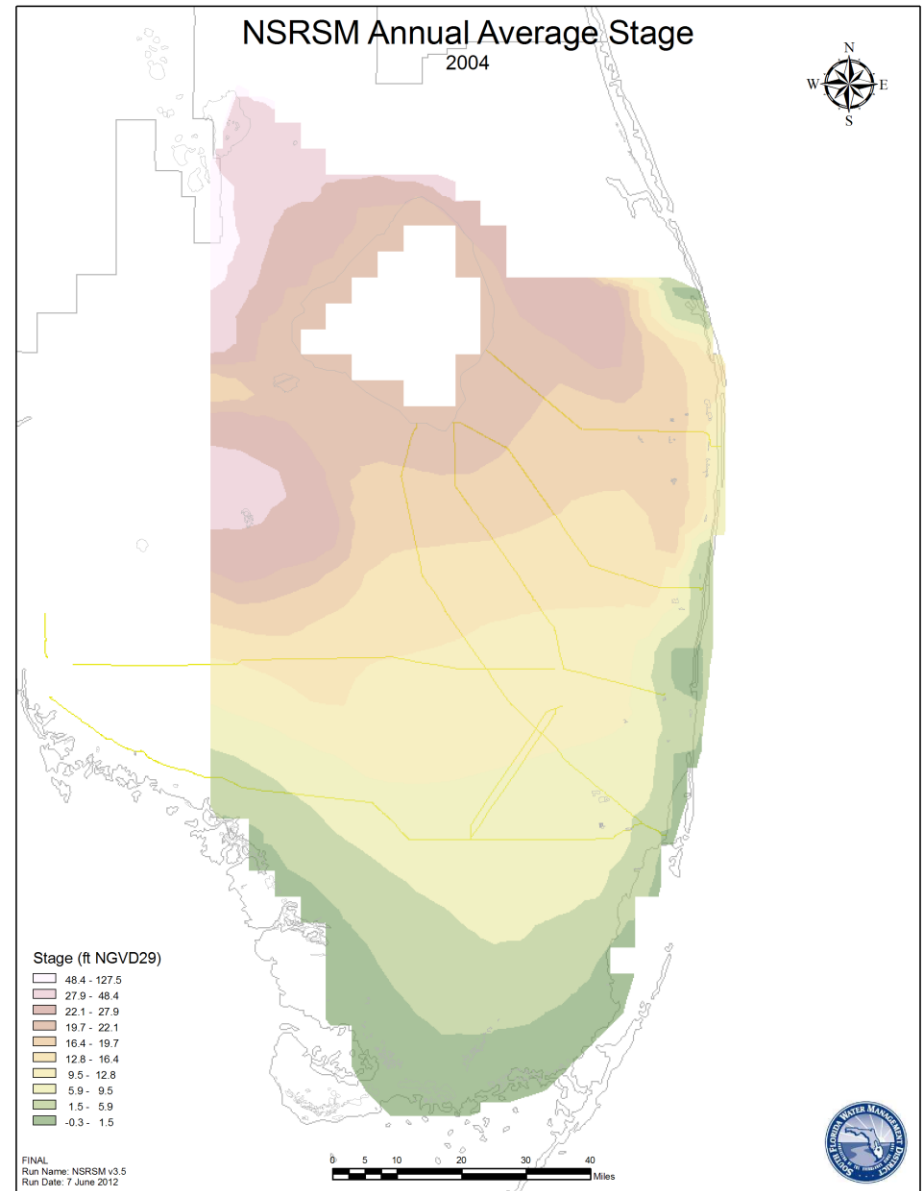 NSRSM Annual Average Stage
2004
N
W E
S
Stage (ft NGVD29)
48.4 - 127.5
27.9 - 48.4
22.1 - 27.9
19.7 - 22.1
16.4 - 19.7
12.8 - 16.4
9.5 - 12.8
5.9 - 9.5
1.5 - 5.9
-0.3 - 1.5
FINAL
Run Name: NSRSM v3.5
Run Date: 7 June 2012
0 5 10 20 30 40
Miles
SOUTH FLORIDA WATER MANAGEMENT DISTRICT